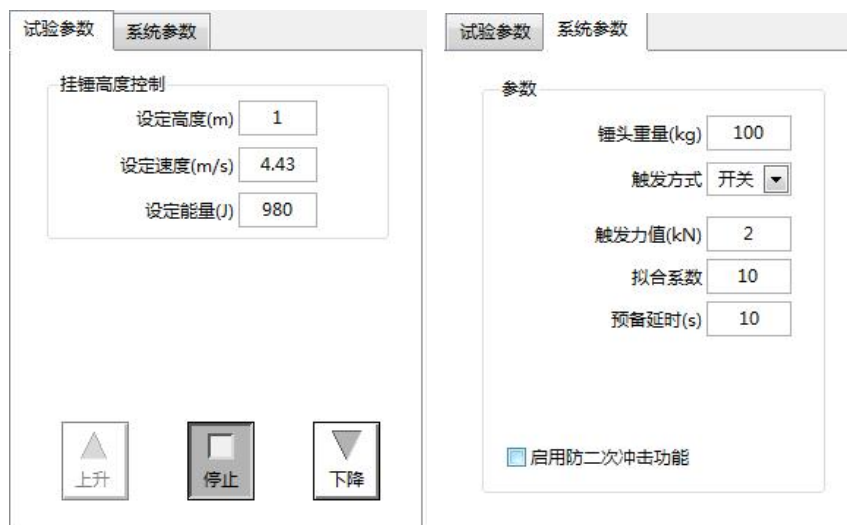 试验参数
系统参数
挂锤高度控制
设定高度(m) 1
设定速度(m/s) 4.43
设定能量(J) 980
上升
停止
下降
试验参数
系统参数
参数
锤头重量(kg) 100
触发方式 开关
触发力值(kN) 2
拟合系数 10
预备延时(s) 10
启用防二次冲击功能